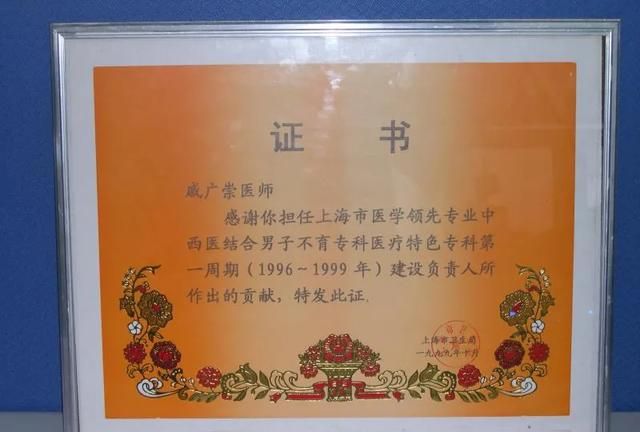 证 书
戚广崇医师
感谢你担任上海市医学领先专业中
西医结合男子不育专科医疗特色专科第
一周期（1996～1999年）建设负责人所
作出的贡献，特发此证。
上海市卫生局
一九九九年十月